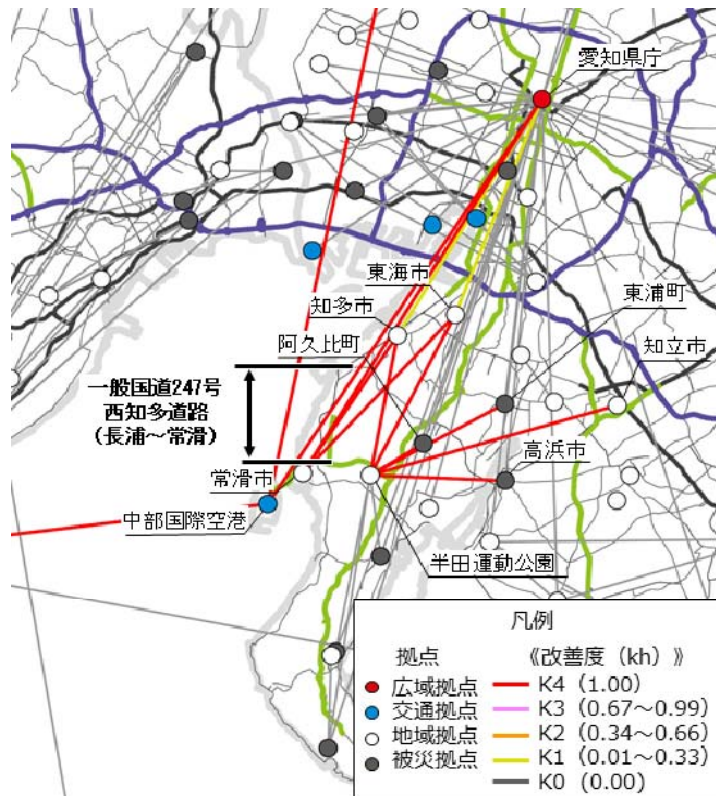 愛知県庁
東海市
東浦町
知多市
阿久比町
知立市
一般国道247号
西知多道路
（長浦～常滑）
高浜市
常滑市
中部国際空港
半田運動公園
凡例
拠点
《改善度（kh）》
広域拠点
K4（1.00）
交通拠点
K3（0.67～0.99）
地域拠点
K2（0.34～0.66）
被災拠点
K1（0.01～0.33）
K0（0.00）